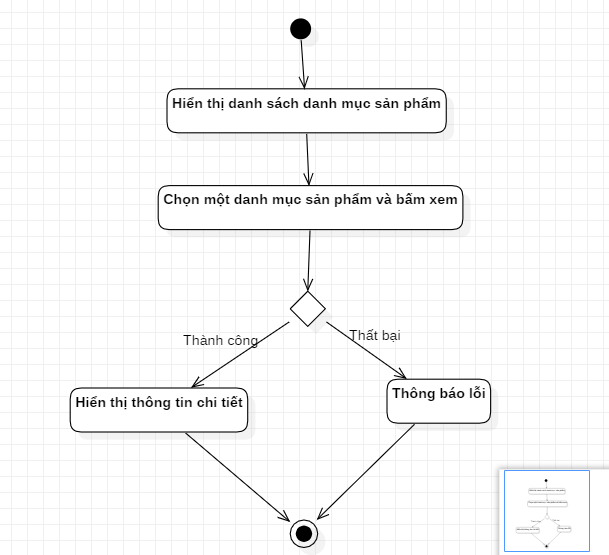 Hiển thị danh sách danh mục sản phẩm
Chọn một danh mục sản phẩm và bấm xem
Thành công
Thất bại
Hiển thị thông tin chi tiết
Thông báo lỗi